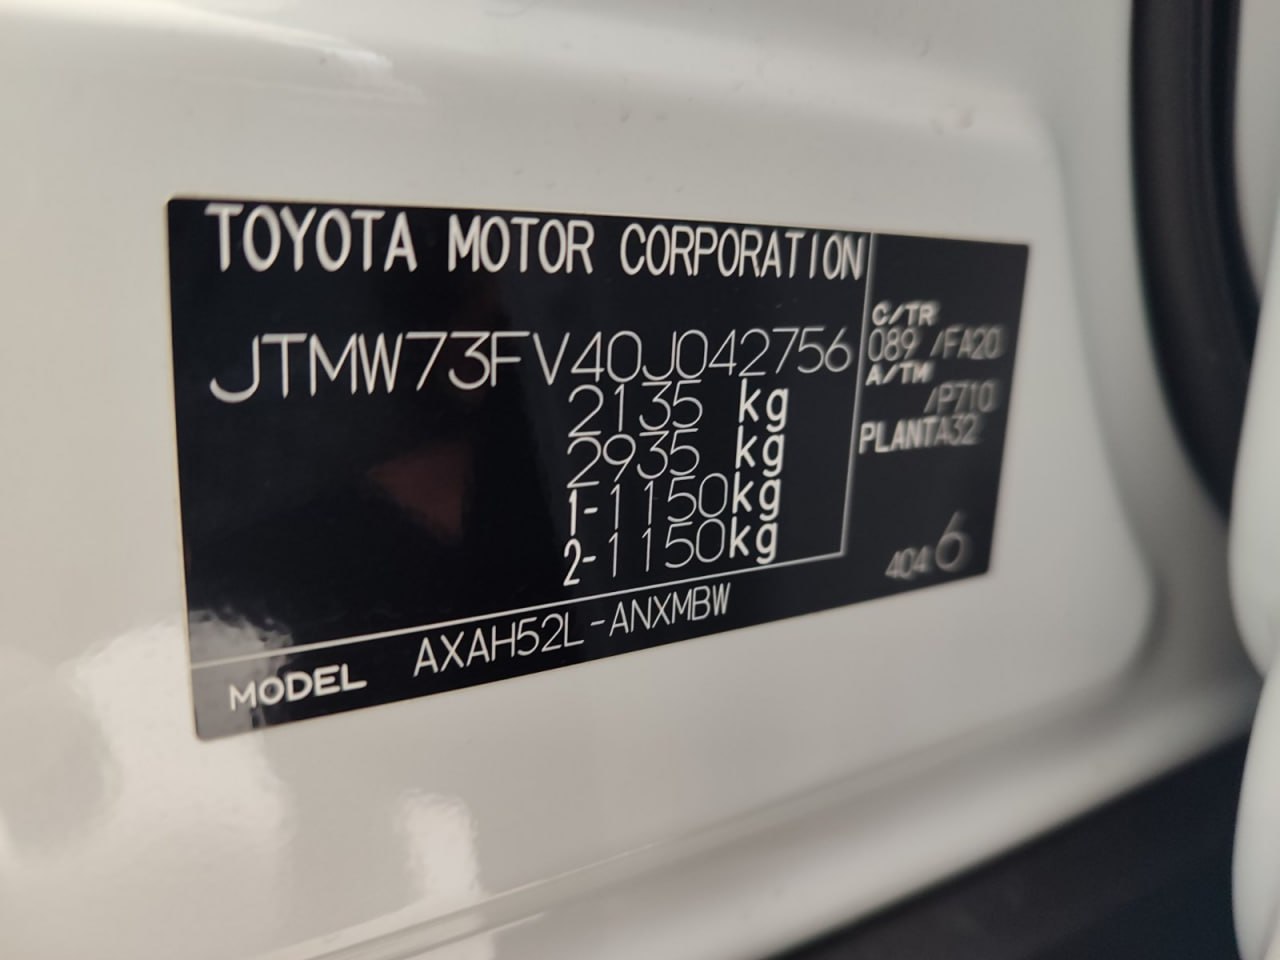 TOYOTA MOTOR CORPORATION
JTMW73FV40J042756
2135 kg
2935 kg
1-1150kg
2-1150kg
C/TR
089 /FA20
A/TM
/P710
PLANTA32
404 6
MODEL AXAH52L-ANXMBW